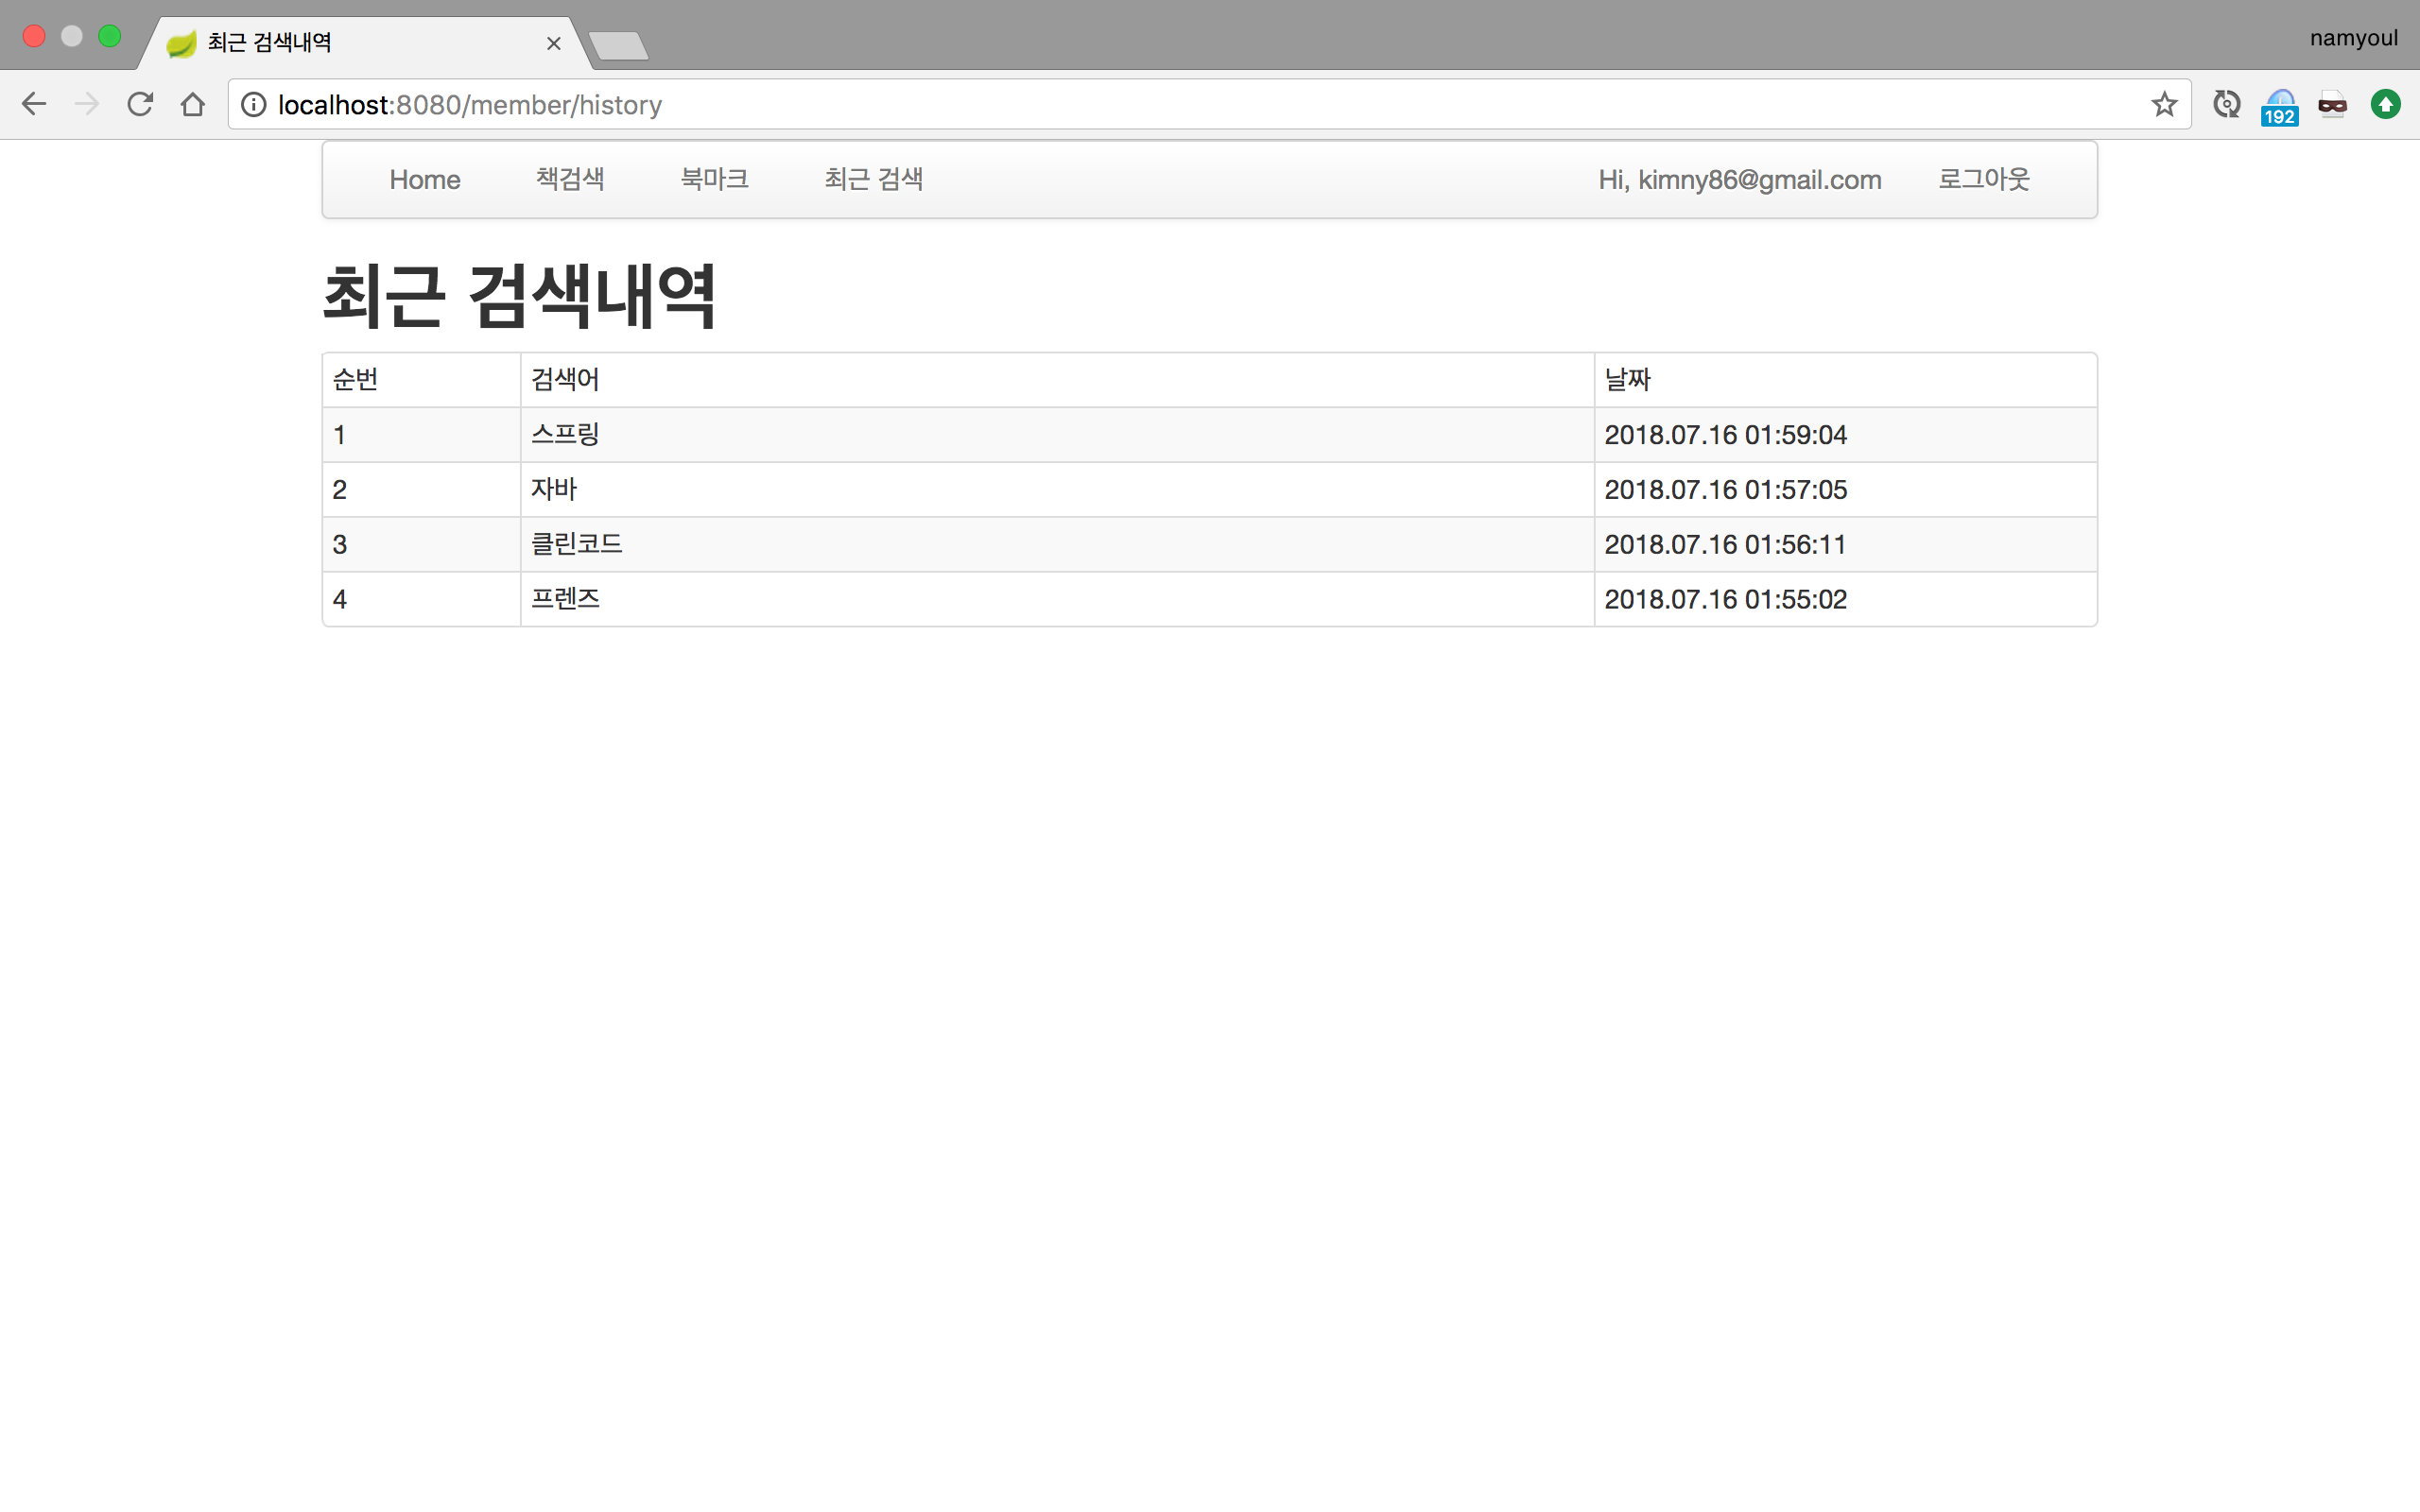 최근 검색내역
namyoul
localhost:8080/member/history
192
Home 책검색 북마크 최근 검색 Hi, kimny86@gmail.com 로그아웃
최근 검색내역
순번 검색어 날짜
1 스프링 2018.07.16 01:59:04
2 자바 2018.07.16 01:57:05
3 클린코드 2018.07.16 01:56:11
4 프렌즈 2018.07.16 01:55:02